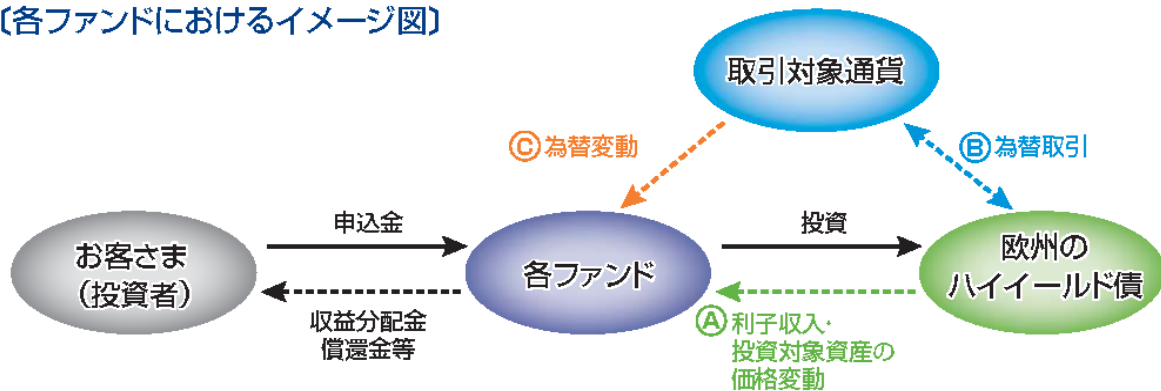 〔各ファンドにおけるイメージ図〕
取引対象通貨
Ⓒ為替変動
Ⓑ為替取引
申込金
投資
お客さま
（投資者）
各ファンド
欧州の
ハイイールド債
収益分配金
償還金等
Ⓐ利子収入・
投資対象資産の
価格変動